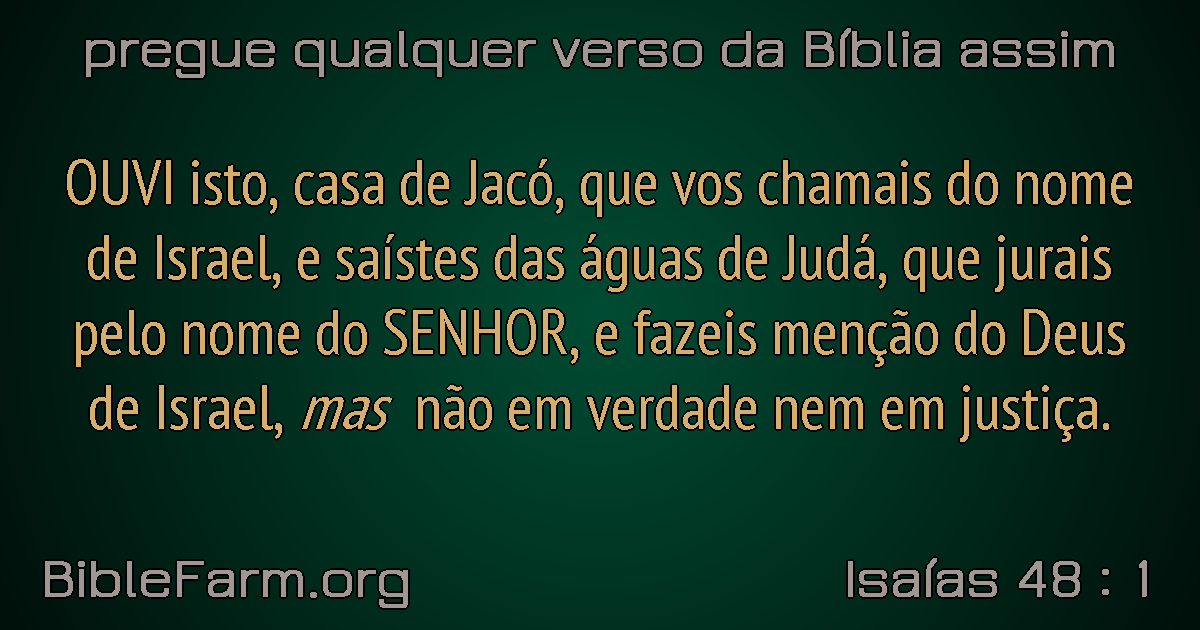 pregue qualquer verso da Bíblia assim
OUVI isto, casa de Jacó, que vos chamais do nome
de Israel, e saístes das águas de Judá, que jurais
pelo nome do SENHOR, e fazeis menção do Deus
de Israel, mas não em verdade nem em justiça.
BibleFarm.org
Isaías 48 : 1